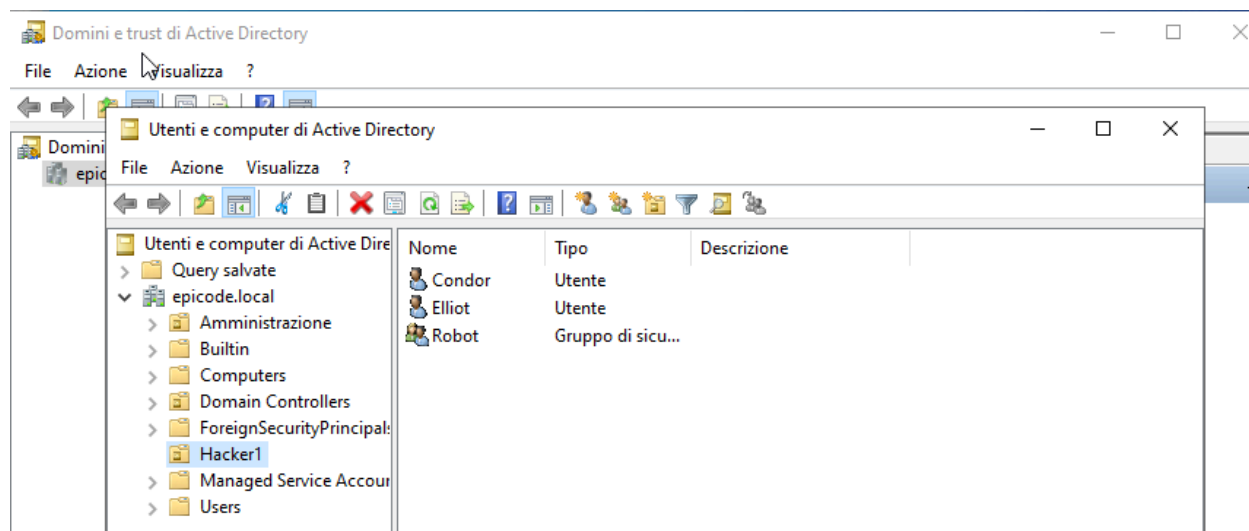 Domini e trust di Active Directory
File Azione Visualizza ?
Domini
epic
Utenti e computer di Active Directory
File Azione Visualizza ?
Utenti e computer di Active Dire
Query salvate
epicode.local
Amministrazione
Builtin
Computers
Domain Controllers
ForeignSecurityPrincipals
Hacker1
Managed Service Accour
Users
Nome Tipo Descrizione
Condor Utente
Elliot Utente
Robot Gruppo di sicu...